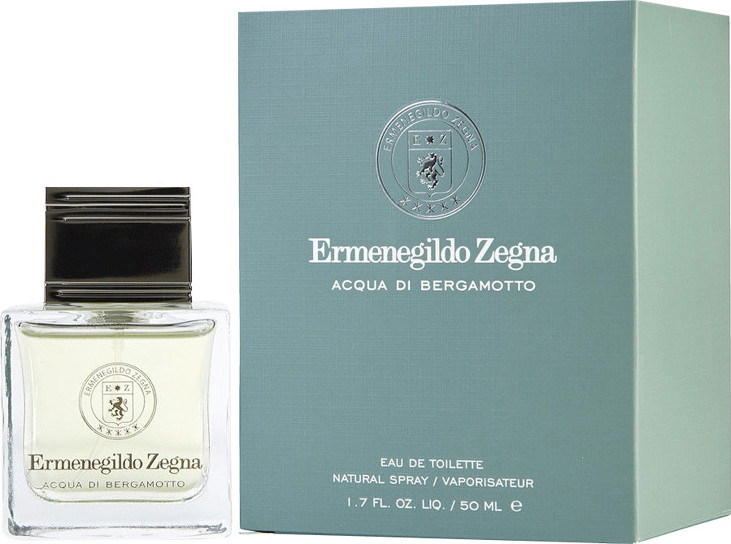 ERMENEGILDO ZEGNA
E Z
Ermenegildo Zegna
ACQUA DI BERGAMOTTO
ERMENEGILDO ZEGNA
E Z
Ermenegildo Zegna
ACQUA DI BERGAMOTTO
EAU DE TOILETTE
NATURAL SPRAY / VAPORISATEUR
1.7 FL. OZ. LIQ. / 50 ML ℮